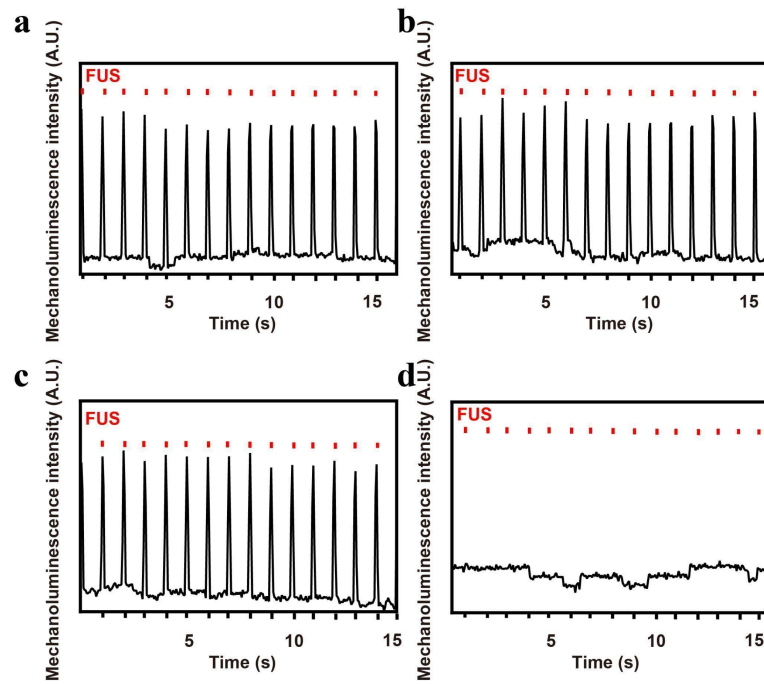 a
Mechanoluminescence intensity (A.U.)
FUS
5
10
15
Time (s)
b
Mechanoluminescence intensity (A.U.)
FUS
5
10
15
Time (s)
c
Mechanoluminescence intensity (A.U.)
FUS
5
10
15
Time (s)
d
Mechanoluminescence intensity (A.U.)
FUS
5
10
15
Time (s)